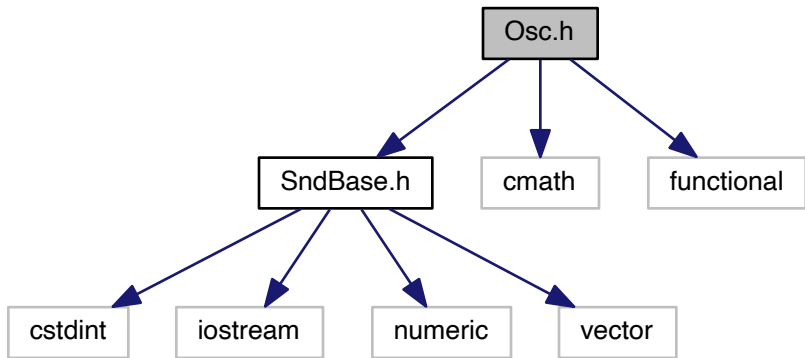 Osc.h
SndBase.h
cmath
functional
cstdint
iostream
numeric
vector